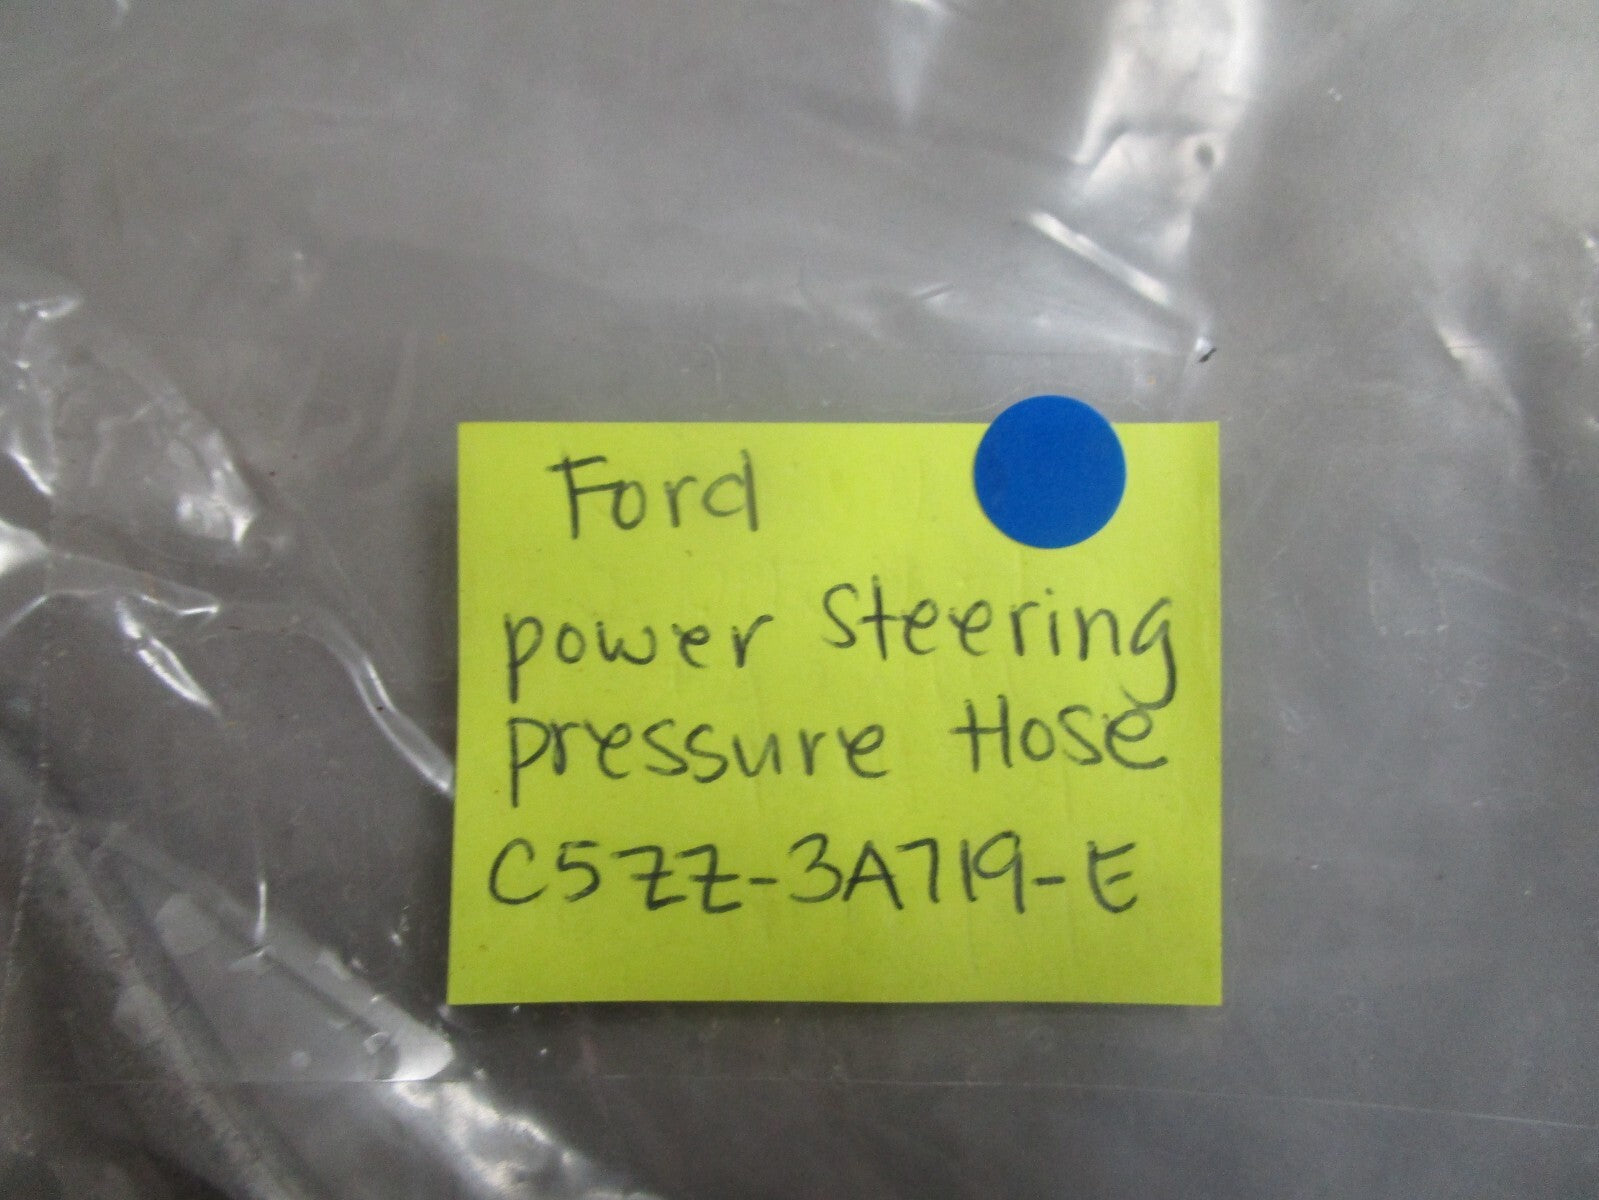 Ford
power Steering
pressure Hose
C5ZZ-3A719-E